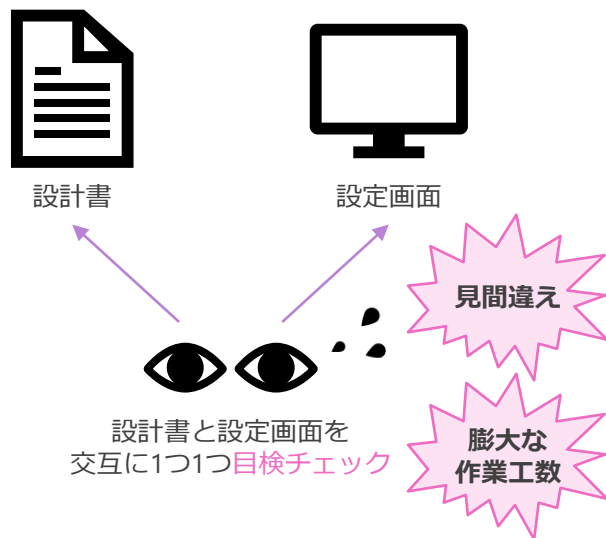 設計書
設定画面
見間違え
設計書と設定画面を
交互に1つ1つ目検チェック
膨大な
作業工数